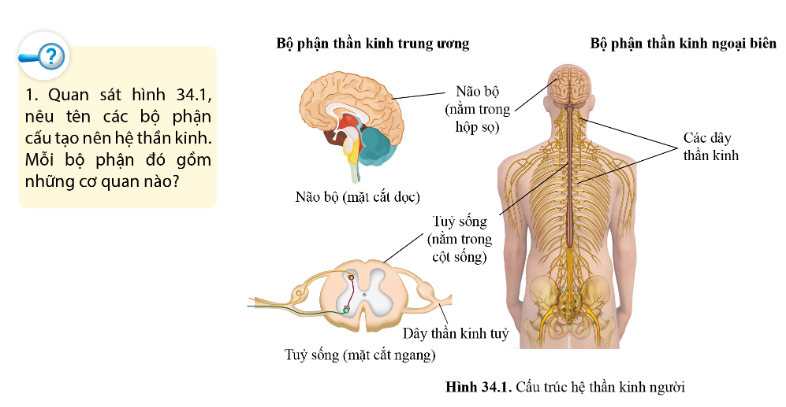 1. Quan sát hình 34.1,
nêu tên các bộ phận
cấu tạo nên hệ thần kinh.
Mỗi bộ phận đó gồm
những cơ quan nào?
Bộ phận thần kinh trung ương
Bộ phận thần kinh ngoại biên
Não bộ
(nằm trong
hộp sọ)
Các dây
thần kinh
Não bộ (mặt cắt dọc)
Tuỷ sống
(nằm trong
cột sống)
Dây thần kinh tuỷ
Tuỷ sống (mặt cắt ngang)
Hình 34.1. Cấu trúc hệ thần kinh người